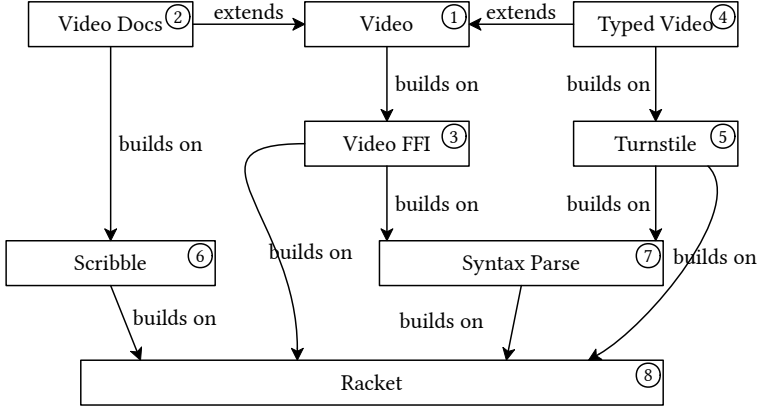 Video Docs 2
extends
Video 1
extends
Typed Video 4
builds on
builds on
builds on
Video FFI 3
Turnstile 5
builds on
builds on
builds on
builds on
Scribble 6
Syntax Parse 7
builds on
builds on
Racket 8